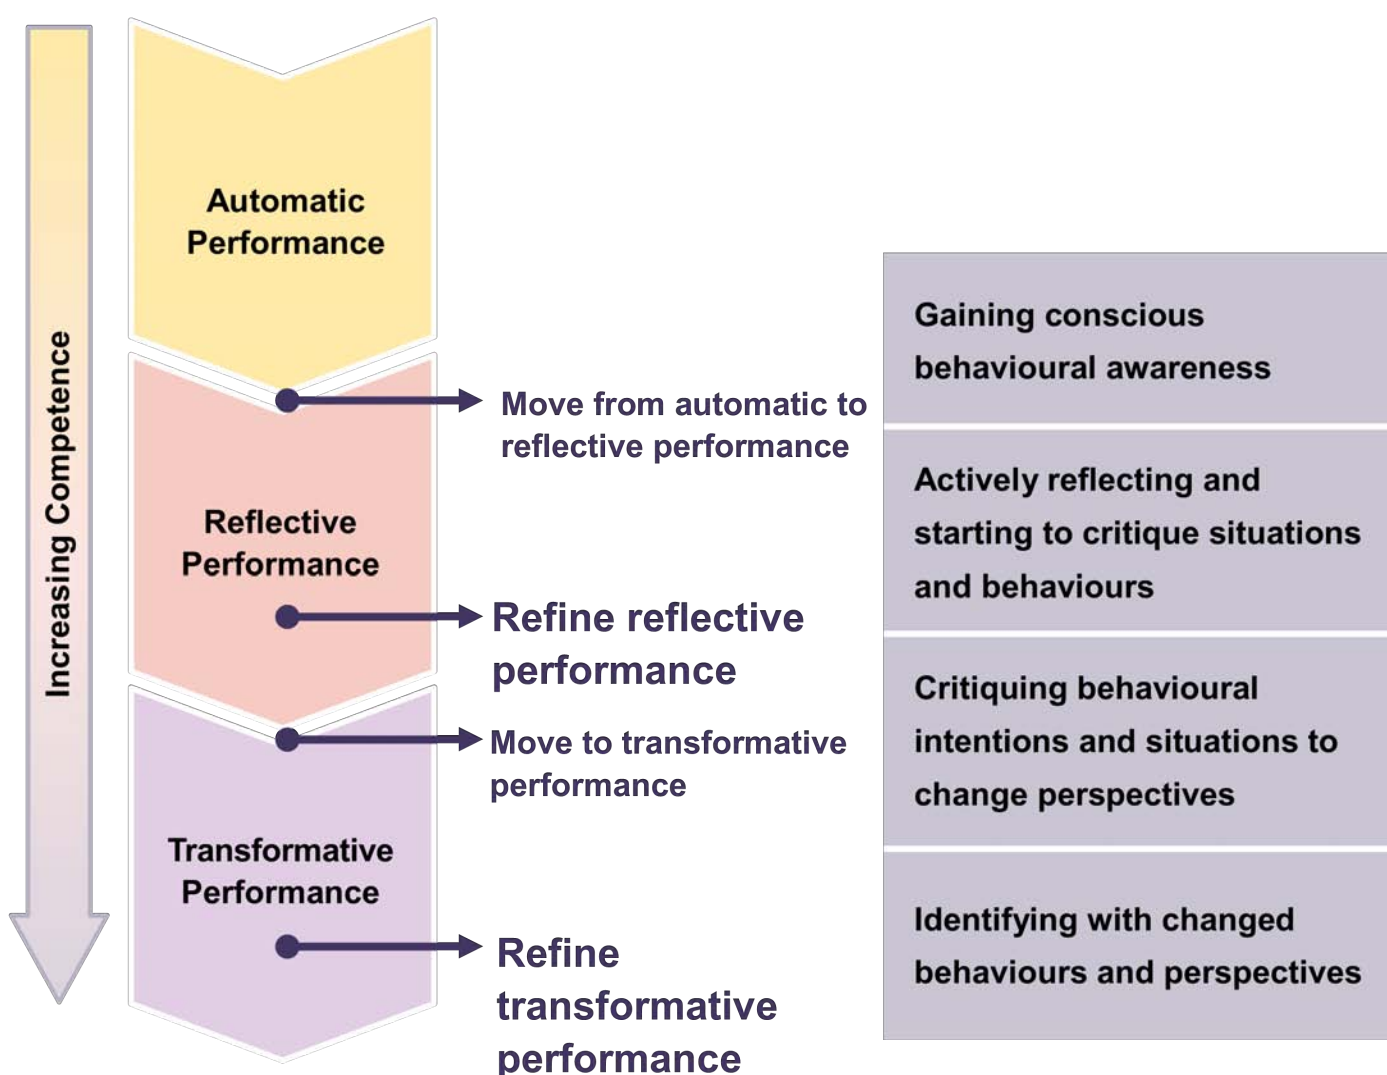 Increasing Competence
Automatic
Performance
Move from automatic to
reflective performance
Reflective
Performance
Refine reflective
performance
Move to transformative
performance
Transformative
Performance
Refine
transformative
performance
Gaining conscious
behavioural awareness
Actively reflecting and
starting to critique situations
and behaviours
Critiquing behavioural
intentions and situations to
change perspectives
Identifying with changed
behaviours and perspectives